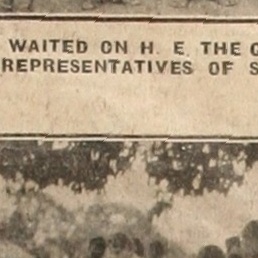 WAITED ON H. E. THE
REPRESENTATIVES OF S